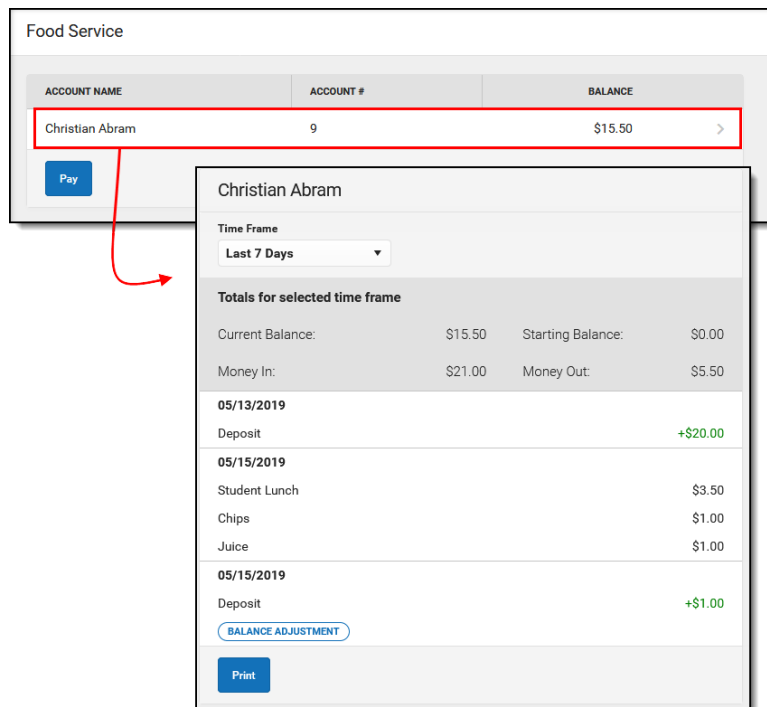 Food Service
ACCOUNT NAME ACCOUNT # BALANCE
Christian Abram 9 $15.50
Pay
Christian Abram
Time Frame
Last 7 Days
Totals for selected time frame
Current Balance: $15.50 Starting Balance: $0.00
Money In: $21.00 Money Out: $5.50
05/13/2019
Deposit +$20.00
05/15/2019
Student Lunch $3.50
Chips $1.00
Juice $1.00
05/15/2019
Deposit +$1.00
BALANCE ADJUSTMENT
Print